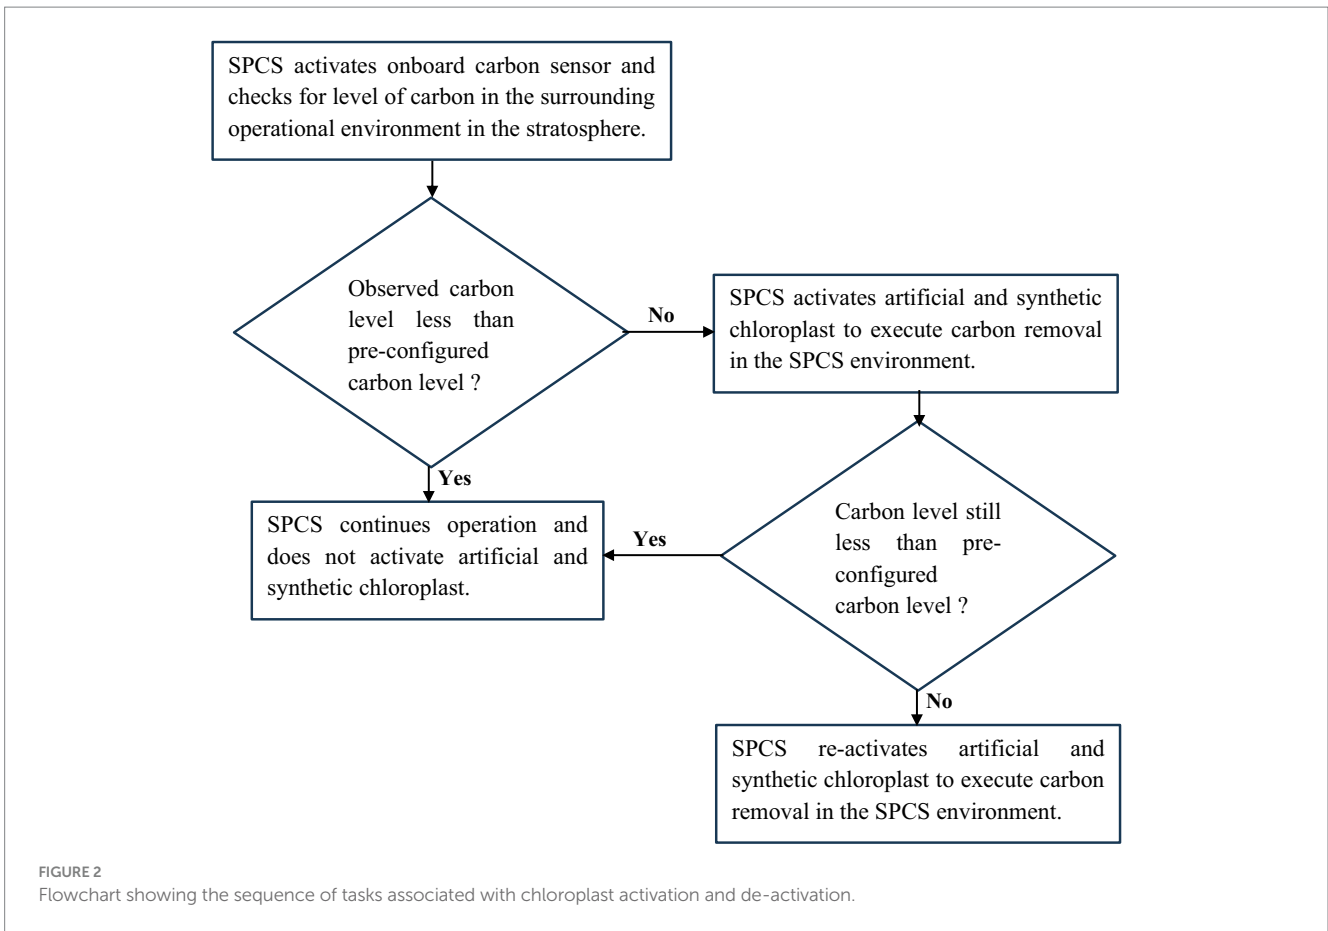 SPCS activates onboard carbon sensor and
checks for level of carbon in the surrounding
operational environment in the stratosphere.
Observed carbon
level less than
pre-configured
carbon level ?
No
SPCS activates artificial and synthetic
chloroplast to execute carbon removal
in the SPCS environment.
Yes
SPCS continues operation and
does not activate artificial and
synthetic chloroplast.
Yes
Carbon level still
less than pre-
configured
carbon level ?
No
SPCS re-activates artificial and
synthetic chloroplast to execute carbon
removal in the SPCS environment.
FIGURE 2
Flowchart showing the sequence of tasks associated with chloroplast activation and de-activation.